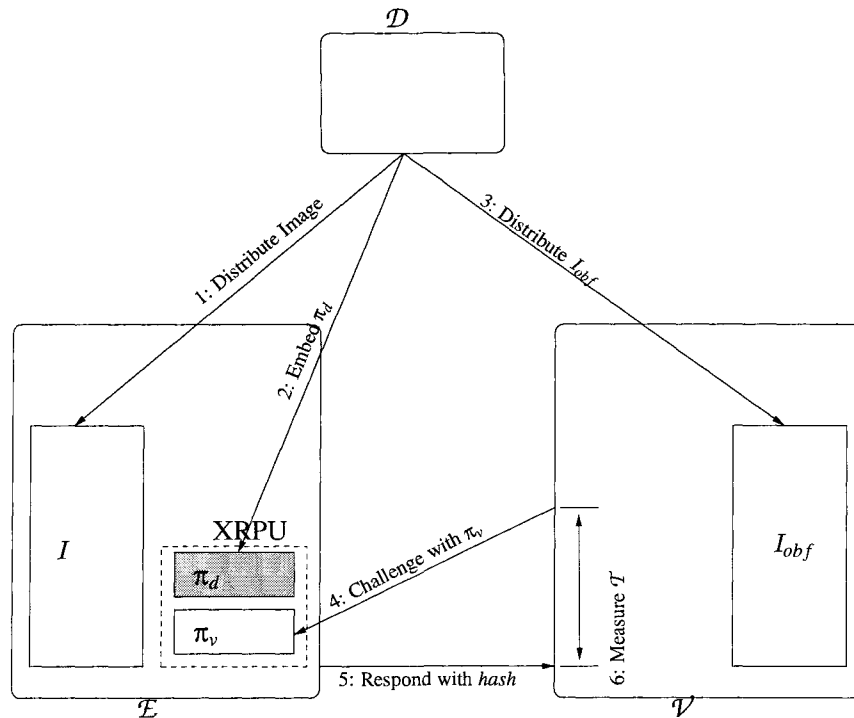 𝒟
1: Distribute Image
2: Embed π_d
3: Distribute I_obf
XRPU
I
π_d
π_v
4: Challenge with π_v
5: Respond with hash
6: Measure 𝒯
I_obf
ℰ
𝒱